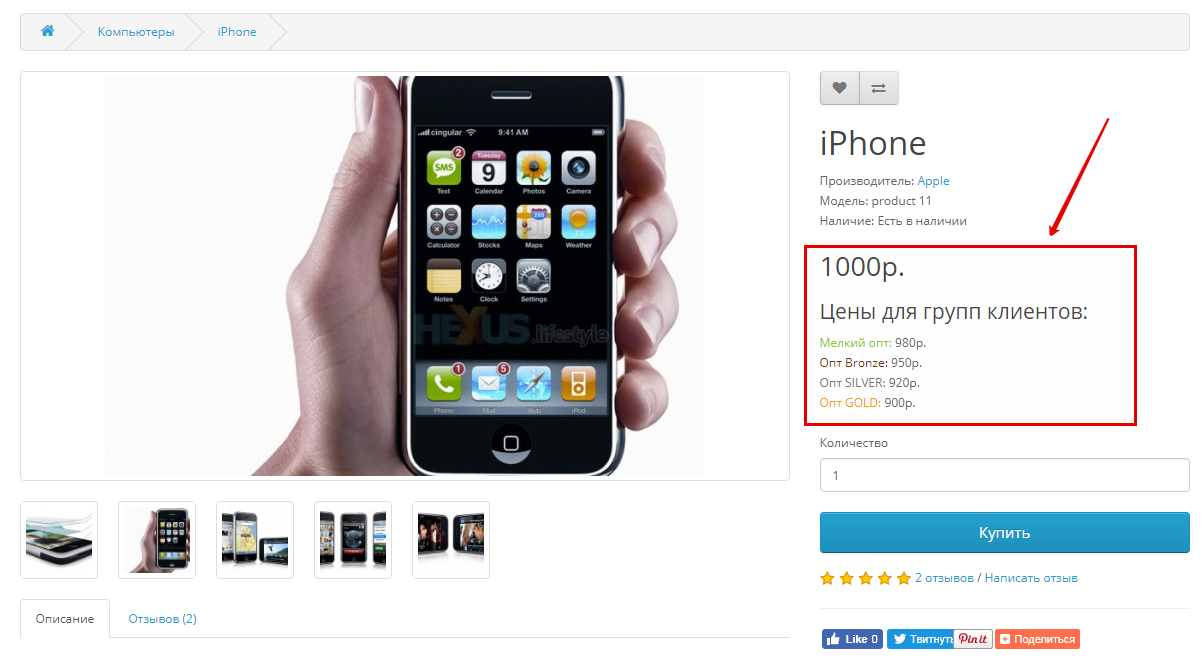 Компьютеры
iPhone
cingular 9:41 AM
2
SMS
Tuesday
9
280
Text Calendar Photos Camera
Calculator Stocks Maps Weather
Notes Clock Settings
HEXUS.lifestyle
1
5
Phone Mail Web iPod
iPhone
Производитель: Apple
Модель: product 11
Наличие: Есть в наличии
1000р.
Цены для групп клиентов:
Мелкий опт: 980р.
Опт Bronze: 950р.
Опт SILVER: 920р.
Опт GOLD: 900р.
Количество
1
Купить
2 отзывов / Написать отзыв
Like 0
Твитнуть
Pin it
Поделиться
Описание
Отзывов (2)